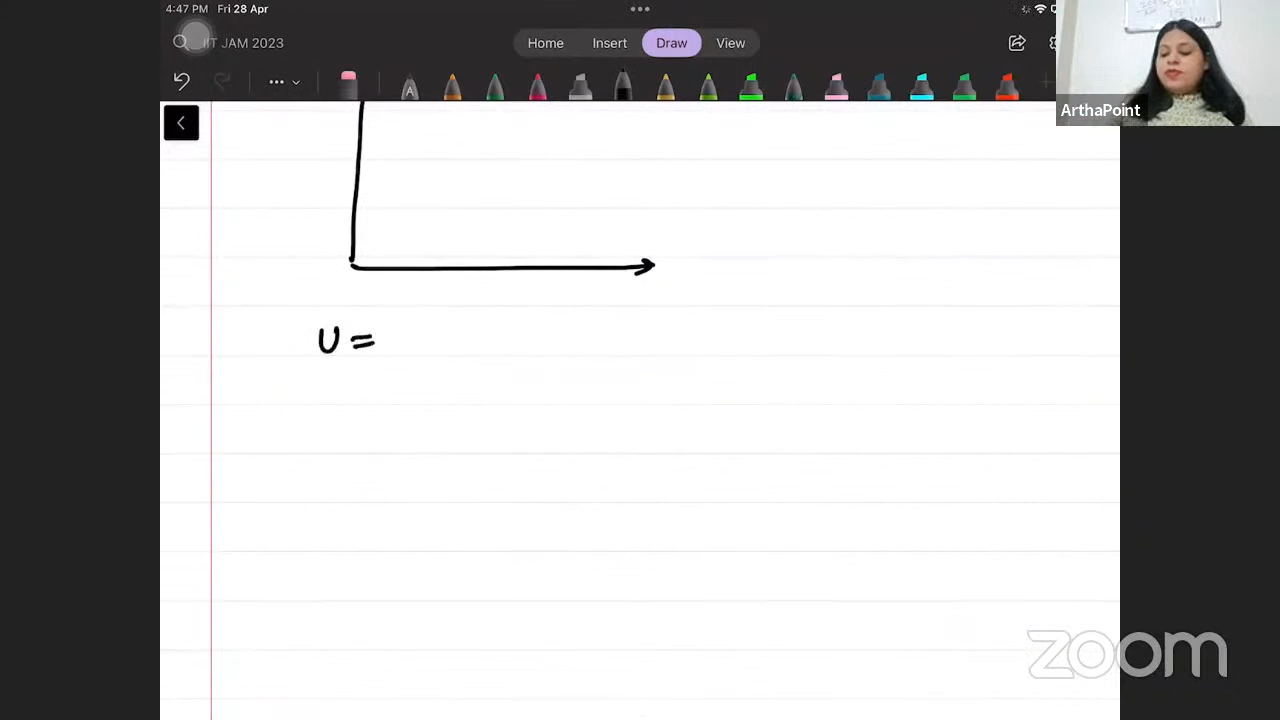 4:47 PM Fri 28 Apr
IIT JAM 2023
Home Insert Draw View
A
ArthaPoint
U =
zoom